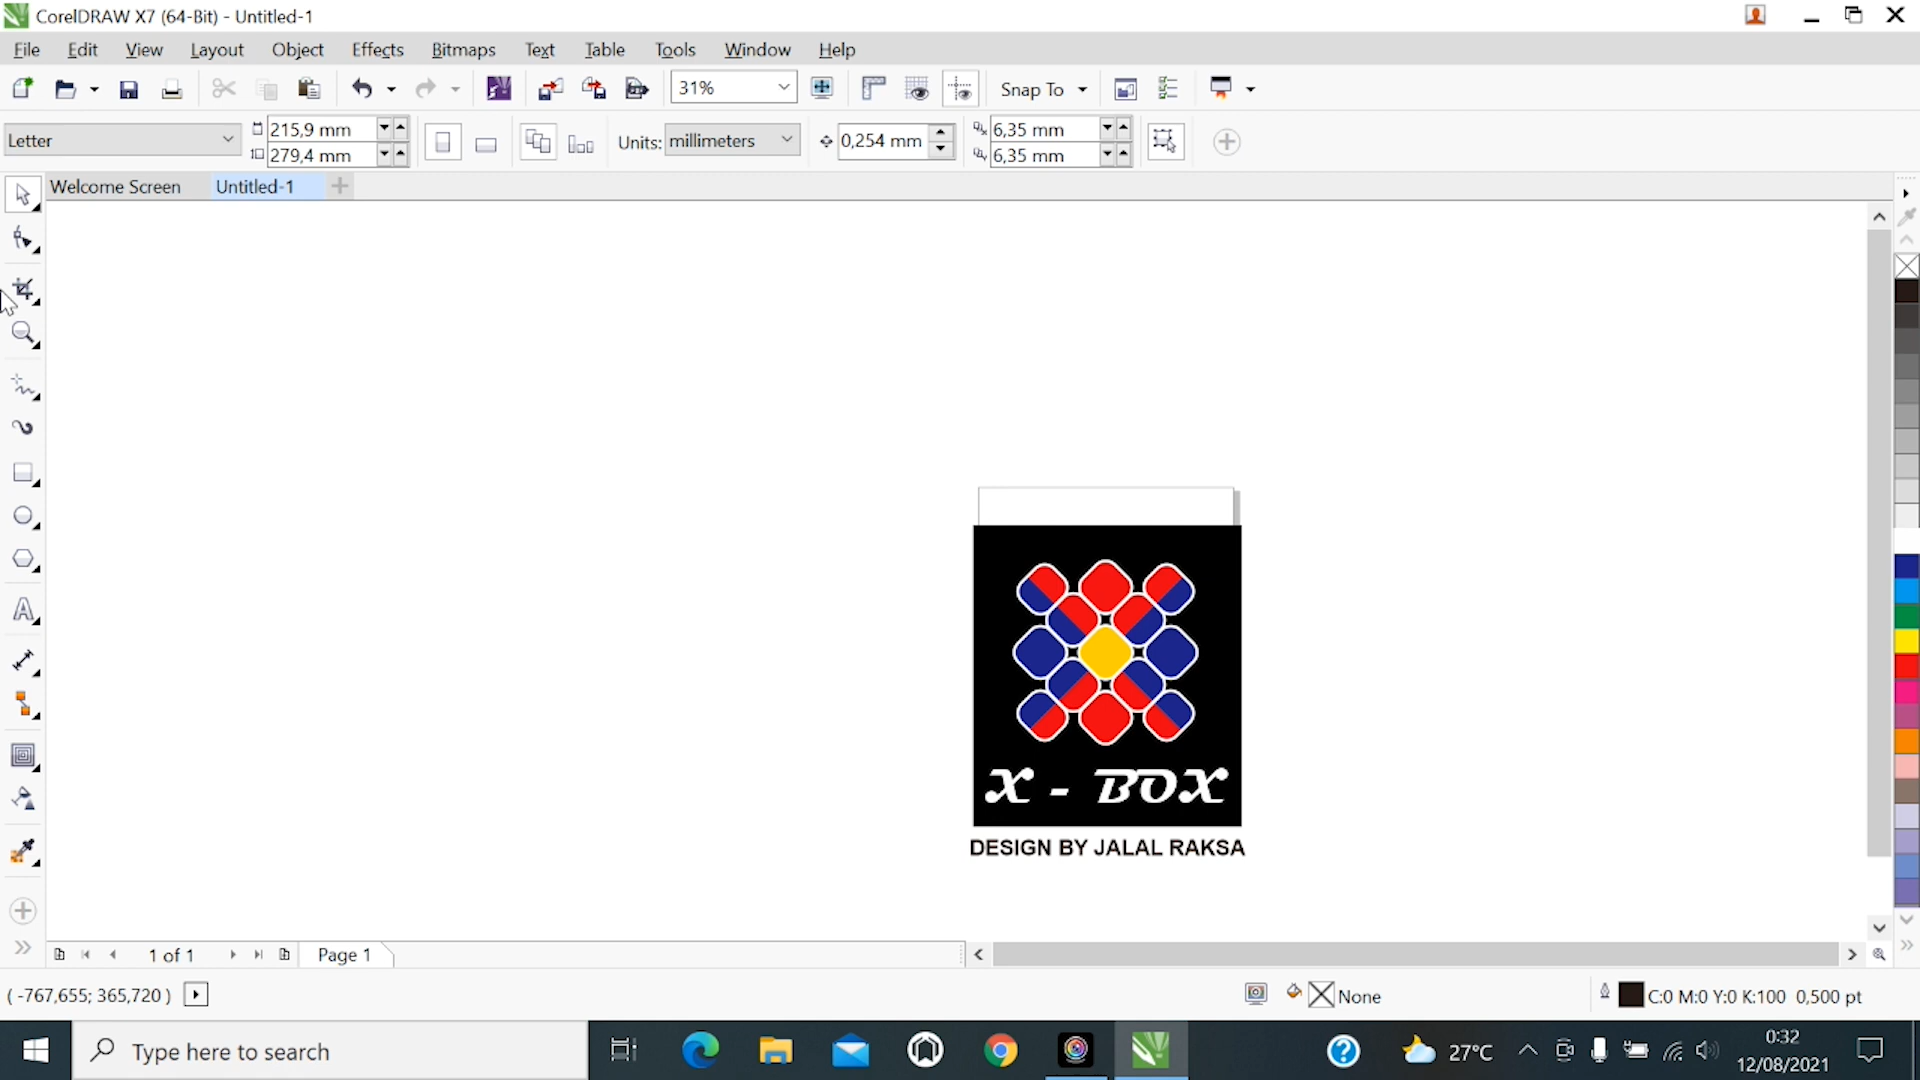 CorelDRAW X7 (64-Bit) - Untitled-1
File Edit View Layout Object Effects Bitmaps Text Table Tools Window Help
31% Snap To
Letter 215,9 mm 279,4 mm Units: millimeters 0,254 mm 6,35 mm 6,35 mm
Welcome Screen Untitled-1
X - BOX
DESIGN BY JALAL RAKSA
1 of 1 Page 1
( -767,655; 365,720 ) None C:0 M:0 Y:0 K:100 0,500 pt
Type here to search 27°C 0:32
12/08/2021